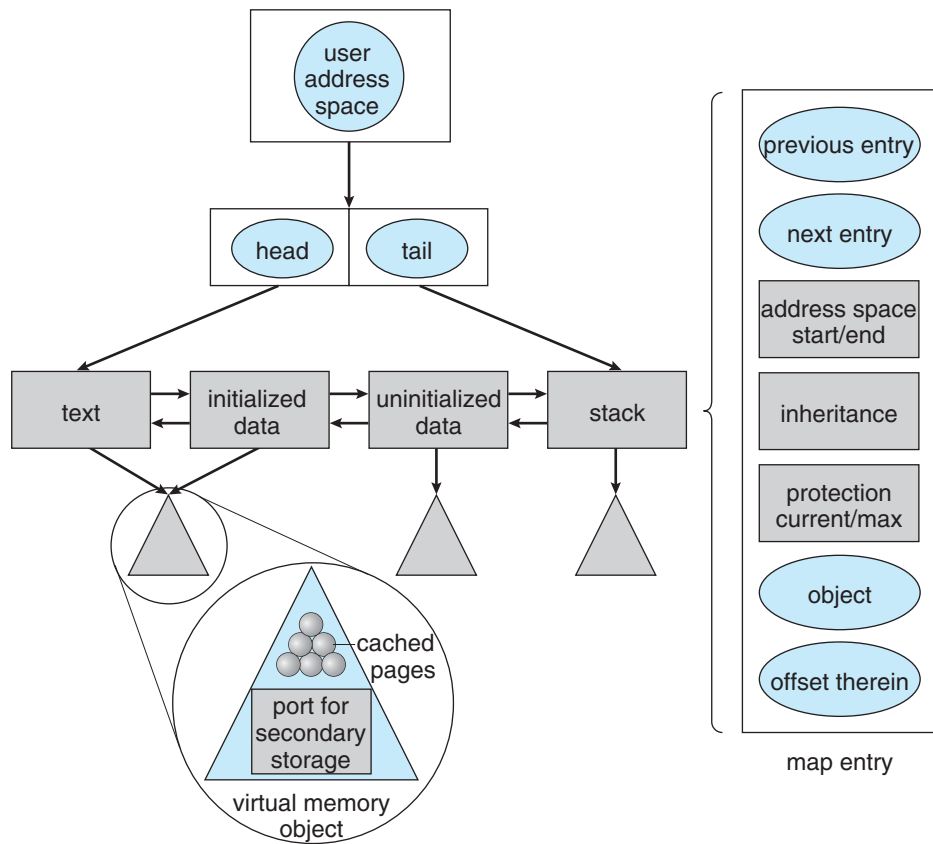 user
address
space
head
tail
text
initialized
data
uninitialized
data
stack
cached
pages
port for
secondary
storage
virtual memory
object
previous entry
next entry
address space
start/end
inheritance
protection
current/max
object
offset therein
map entry